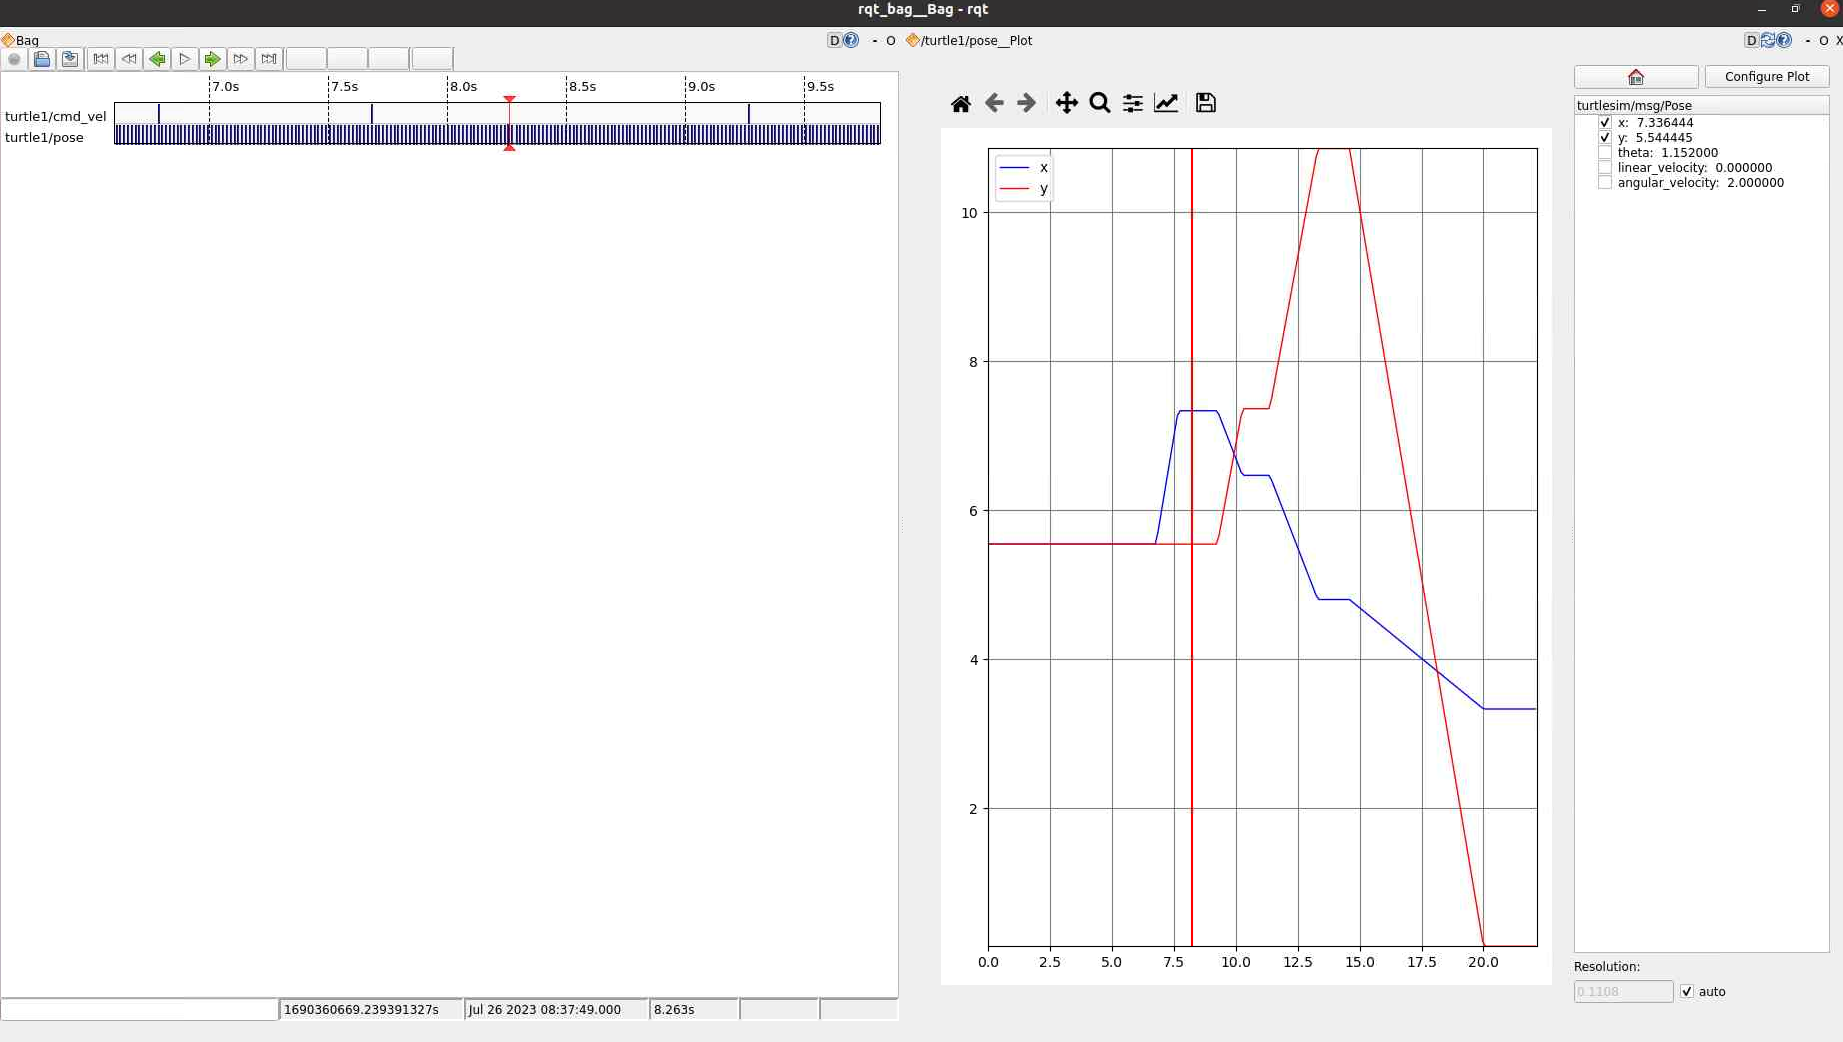 rqt_bag__Bag - rqt
Bag
D - O
/turtle1/pose__Plot
D - O X
7.0s 7.5s 8.0s 8.5s 9.0s 9.5s
turtle1/cmd_vel
turtle1/pose
x
y
10
8
6
4
2
0.0 2.5 5.0 7.5 10.0 12.5 15.0 17.5 20.0
Configure Plot
turtlesim/msg/Pose
x: 7.336444
y: 5.544445
theta: 1.152000
linear_velocity: 0.000000
angular_velocity: 2.000000
Resolution:
0.1108 auto
1690360669.239391327s Jul 26 2023 08:37:49.000 8.263s